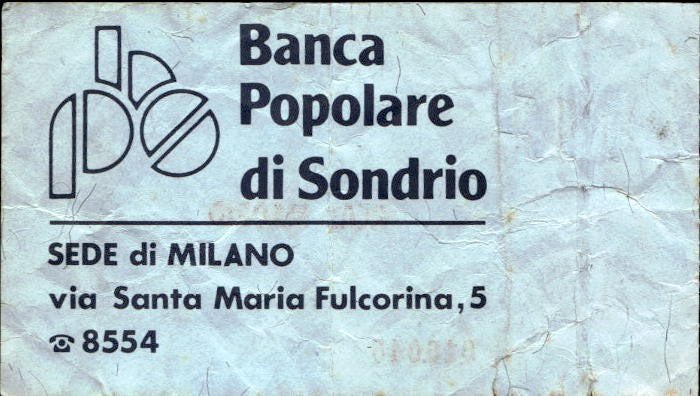 Banca
Popolare
di Sondrio
SEDE di MILANO
via Santa Maria Fulcorina, 5
☎ 8554